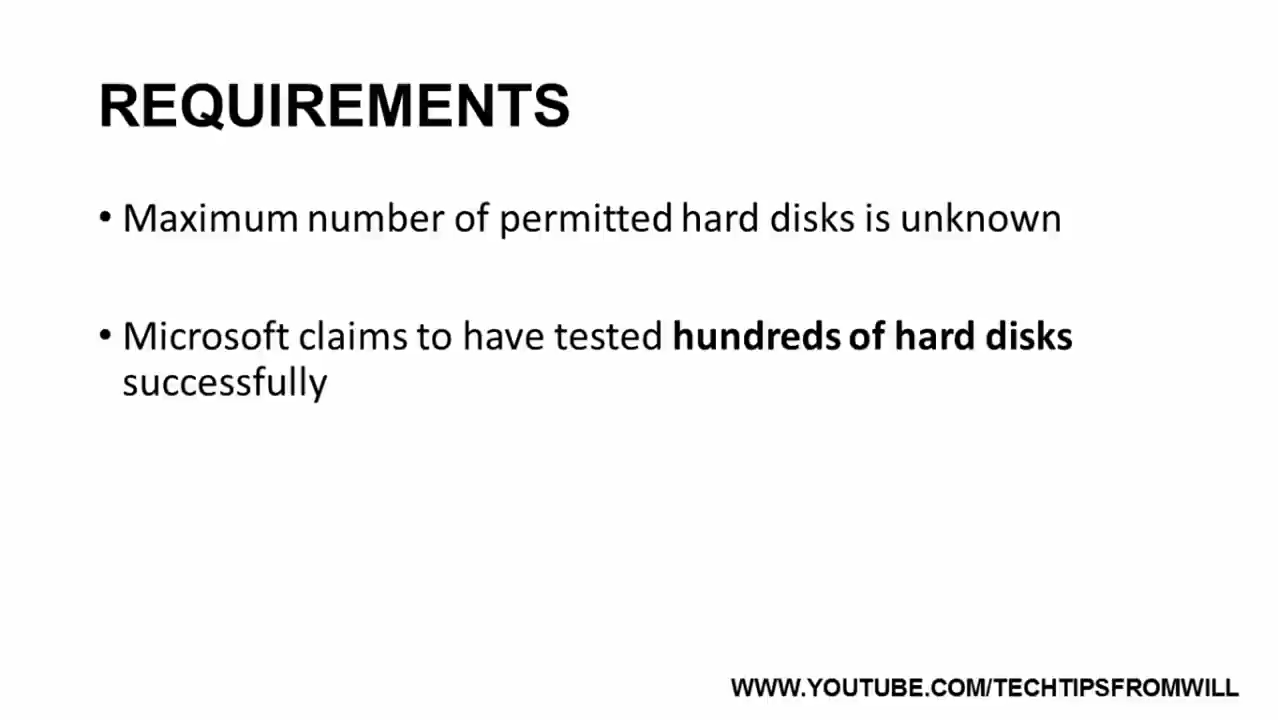 REQUIREMENTS
• Maximum number of permitted hard disks is unknown
• Microsoft claims to have tested hundreds of hard disks
successfully
WWW.YOUTUBE.COM/TECHTIPSFROMWILL